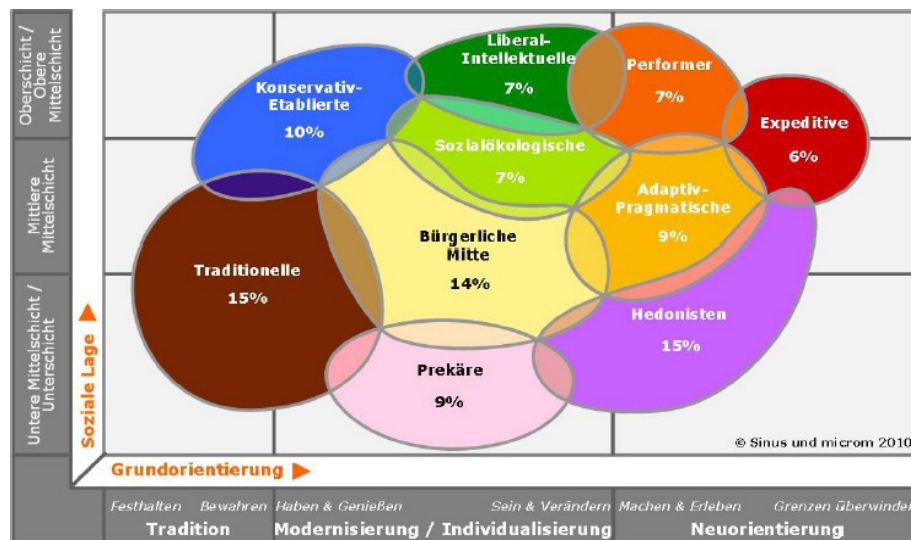 Oberschicht /
Obere
Mittelschicht
Mittlere
Mittelschicht
Untere Mittelschicht /
Unterschicht
Soziale Lage
Konservativ-
Etablierte
10%
Liberal-
Intellektuelle
7%
Performer
7%
Expeditive
6%
Sozialökologische
7%
Adaptiv-
Pragmatische
9%
Traditionelle
15%
Bürgerliche
Mitte
14%
Hedonisten
15%
Prekäre
9%
© Sinus und microm 2010
Grundorientierung
Festhalten Bewahren
Tradition
Haben & Genießen Sein & Verändern
Modernisierung / Individualisierung
Machen & Erleben Grenzen überwinden
Neuorientierung